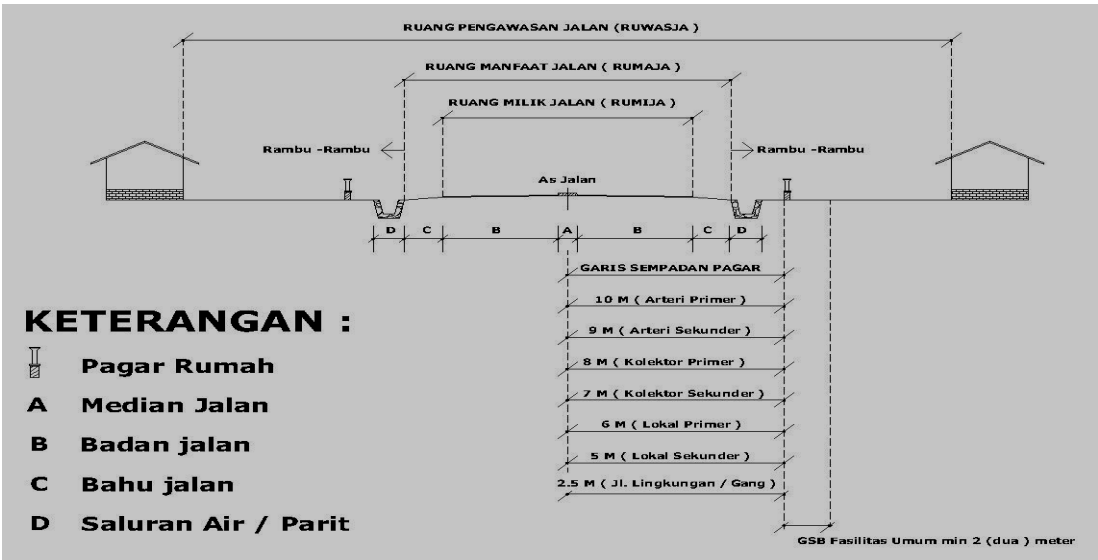 RUANG PENGAWASAN JALAN (RUWASJA )
RUANG MANFAAT JALAN ( RUMAJA )
RUANG MILIK JALAN ( RUMIJA )
Rambu -Rambu
Rambu -Rambu
As Jalan
D C B A B C D
GARIS SEMPADAN PAGAR
10 M ( Arteri Primer )
9 M ( Arteri Sekunder )
8 M ( Kolektor Primer )
7 M ( Kolektor Sekunder )
6 M ( Lokal Primer )
5 M ( Lokal Sekunder )
2.5 M ( Jl. Lingkungan / Gang )
GSB Fasilitas Umum min 2 (dua ) meter
KETERANGAN :
Pagar Rumah
A Median Jalan
B Badan jalan
C Bahu jalan
D Saluran Air / Parit